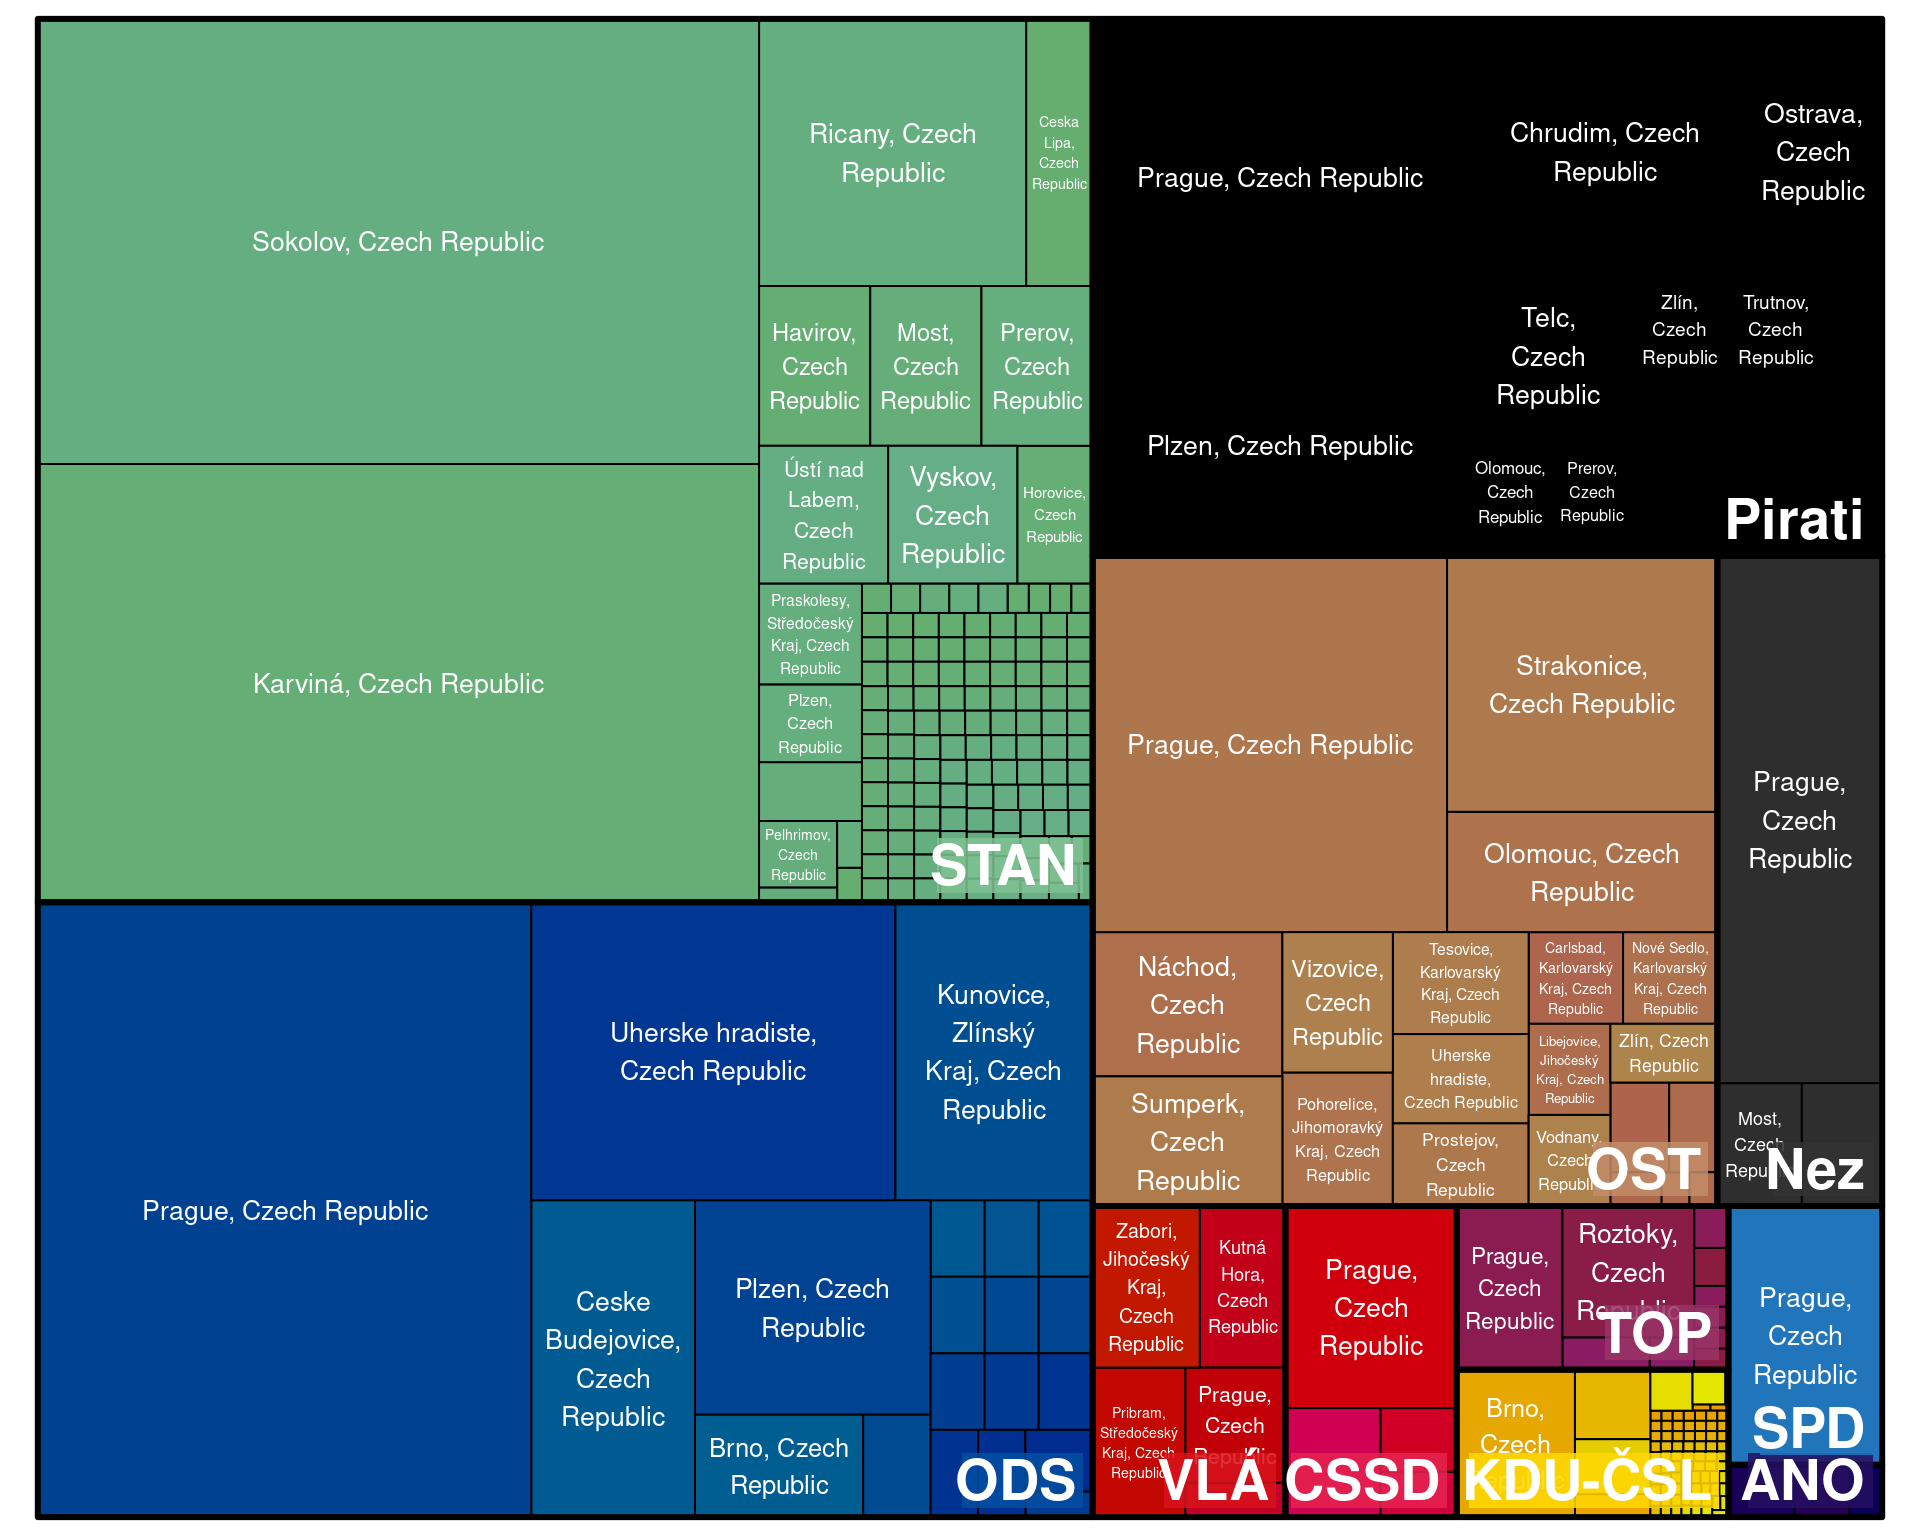 Sokolov, Czech Republic
Karviná, Czech Republic
Ricany, Czech
Republic
Ceska
Lipa,
Czech
Republic
Havirov,
Czech
Republic
Most,
Czech
Republic
Prerov,
Czech
Republic
Ústí nad
Labem,
Czech
Republic
Vyskov,
Czech
Republic
Horovice,
Czech
Republic
Praskolesy,
Středočeský
Kraj, Czech
Republic
Plzen,
Czech
Republic
Pelhrimov,
Czech
Republic
STAN
Prague, Czech Republic
Chrudim, Czech
Republic
Ostrava,
Czech
Republic
Plzen, Czech Republic
Telc,
Czech
Republic
Zlín,
Czech
Republic
Trutnov,
Czech
Republic
Olomouc,
Czech
Republic
Prerov,
Czech
Republic
Pirati
Prague, Czech Republic
Uherske hradiste,
Czech Republic
Kunovice,
Zlínský
Kraj, Czech
Republic
Ceske
Budejovice,
Czech
Republic
Plzen, Czech
Republic
Brno, Czech
Republic
ODS
Prague, Czech Republic
Strakonice,
Czech Republic
Olomouc, Czech
Republic
Náchod,
Czech
Republic
Sumperk,
Czech
Republic
Vizovice,
Czech
Republic
Pohorelice,
Jihomoravký
Kraj, Czech
Republic
Tesovice,
Karlovarský
Kraj, Czech
Republic
Uherske
hradiste,
Czech Republic
Prostejov,
Czech
Republic
Carlsbad,
Karlovarský
Kraj, Czech
Republic
Nové Sedlo,
Karlovarský
Kraj, Czech
Republic
Libejovice,
Jihočeský
Kraj, Czech
Republic
Zlín, Czech
Republic
Vodnany,
Czech
Republic
OST
Prague,
Czech
Republic
Most,
Czech
Nez
Zabori,
Jihočeský
Kraj,
Czech
Republic
Kutná
Hora,
Czech
Republic
Pribram,
Středočeský
Kraj, Czech
Republic
Prague,
Czech
Republic
VLÁ
Prague,
Czech
Republic
CSSD
Prague,
Czech
Republic
Roztoky,
Czech
Republic
TOP
Brno,
Czech
KDU-ČSL
Prague,
Czech
Republic
SPD
ANO